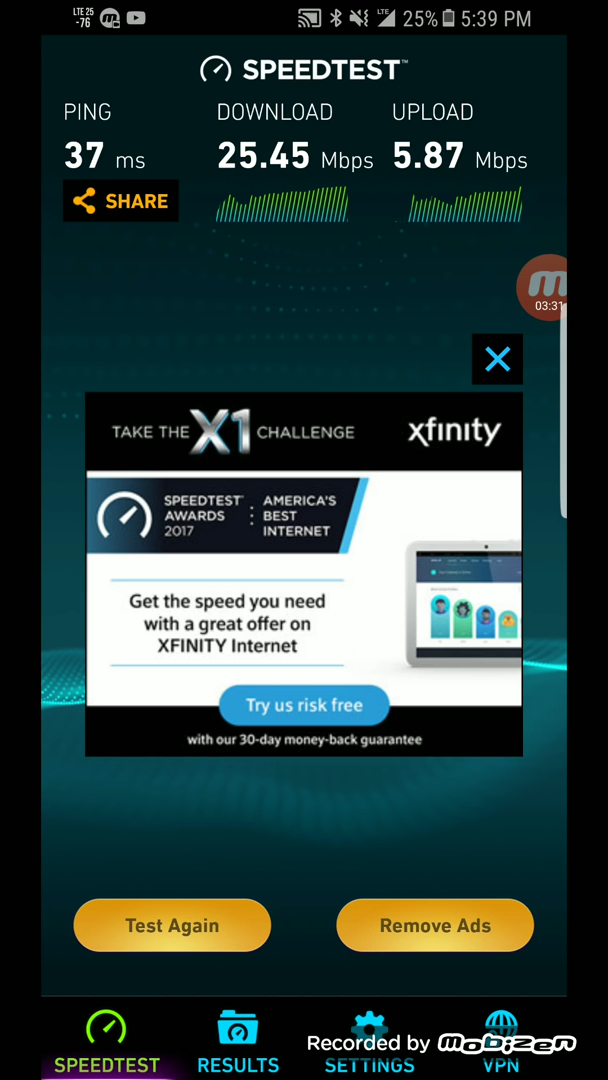 LTE 25
-76
LTE
25% 5:39 PM
SPEEDTEST™
PING DOWNLOAD UPLOAD
37 ms 25.45 Mbps 5.87 Mbps
SHARE
m
03:31
TAKE THE X1 CHALLENGE xfinity
SPEEDTEST
AWARDS
2017
AMERICA'S
BEST
INTERNET
Get the speed you need
with a great offer on
XFINITY Internet
Try us risk free
with our 30-day money-back guarantee
Test Again Remove Ads
Recorded by mobizen
SPEEDTEST RESULTS SETTINGS VPN